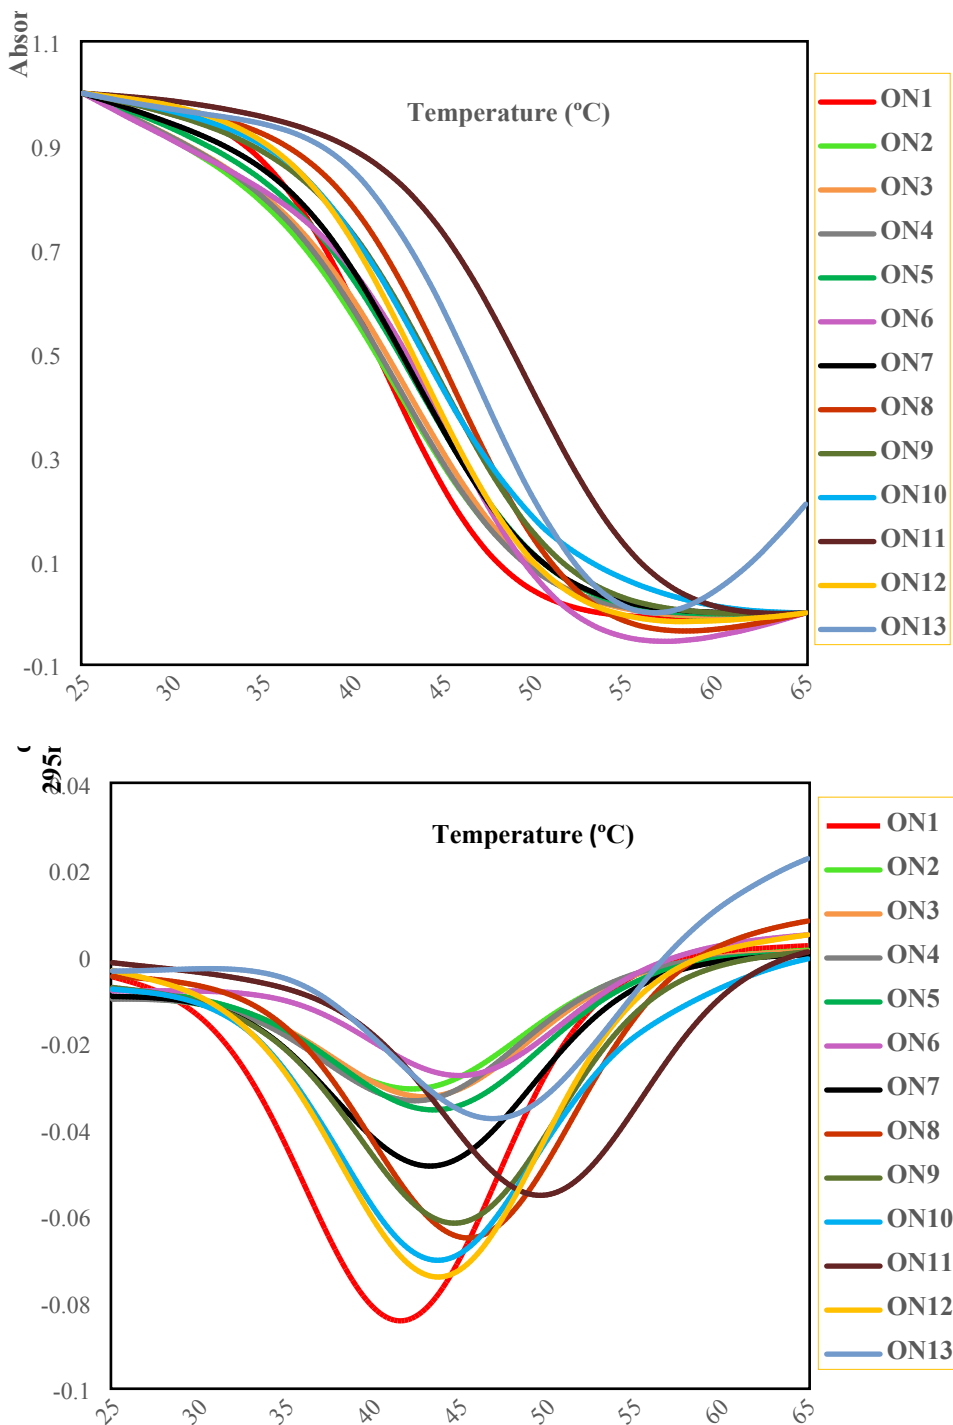 Absor
1.1
Temperature (ºC)
0.9
0.7
0.5
0.3
0.1
-0.1
25
30
35
40
45
50
55
60
65
ON1
ON2
ON3
ON4
ON5
ON6
ON7
ON8
ON9
ON10
ON11
ON12
ON13
0.04
Temperature (ºC)
0.02
0
-0.02
-0.04
-0.06
-0.08
-0.1
25
30
35
40
45
50
55
60
65
ON1
ON2
ON3
ON4
ON5
ON6
ON7
ON8
ON9
ON10
ON11
ON12
ON13